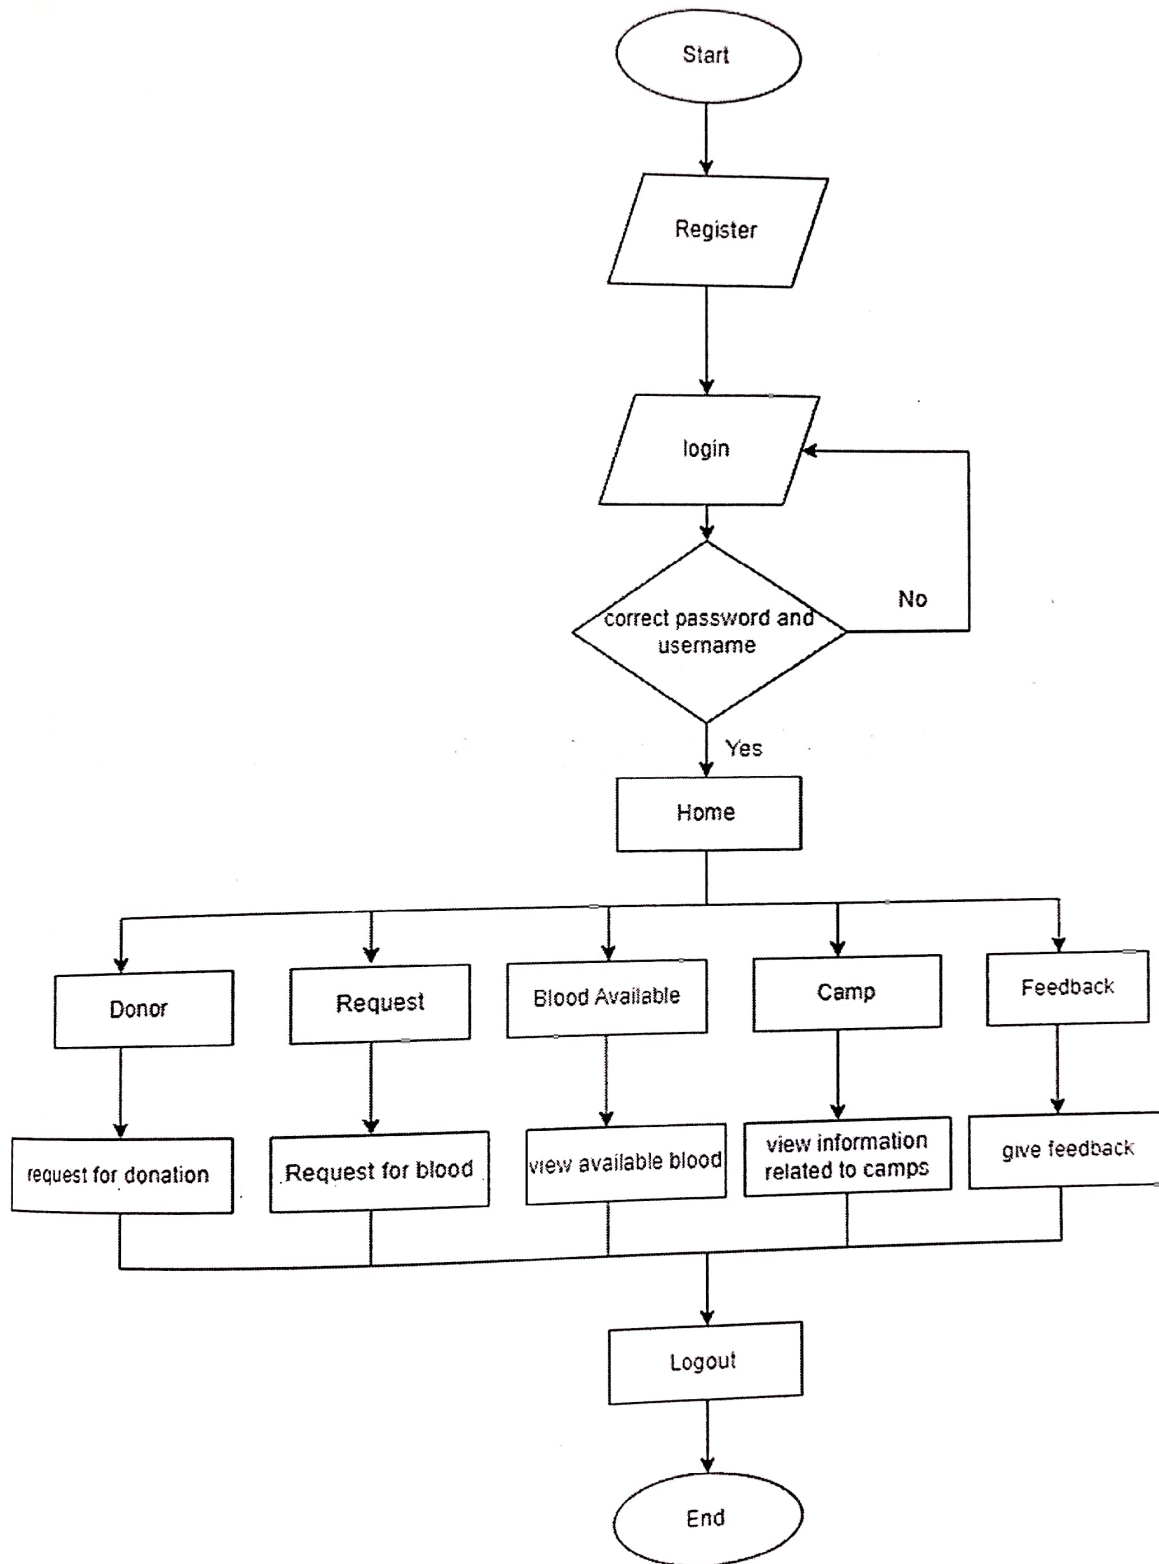 Start
Register
login
correct password and
username
No
Yes
Home
Donor
Request
Blood Available
Camp
Feedback
request for donation
Request for blood
view available blood
view information
related to camps
give feedback
Logout
End